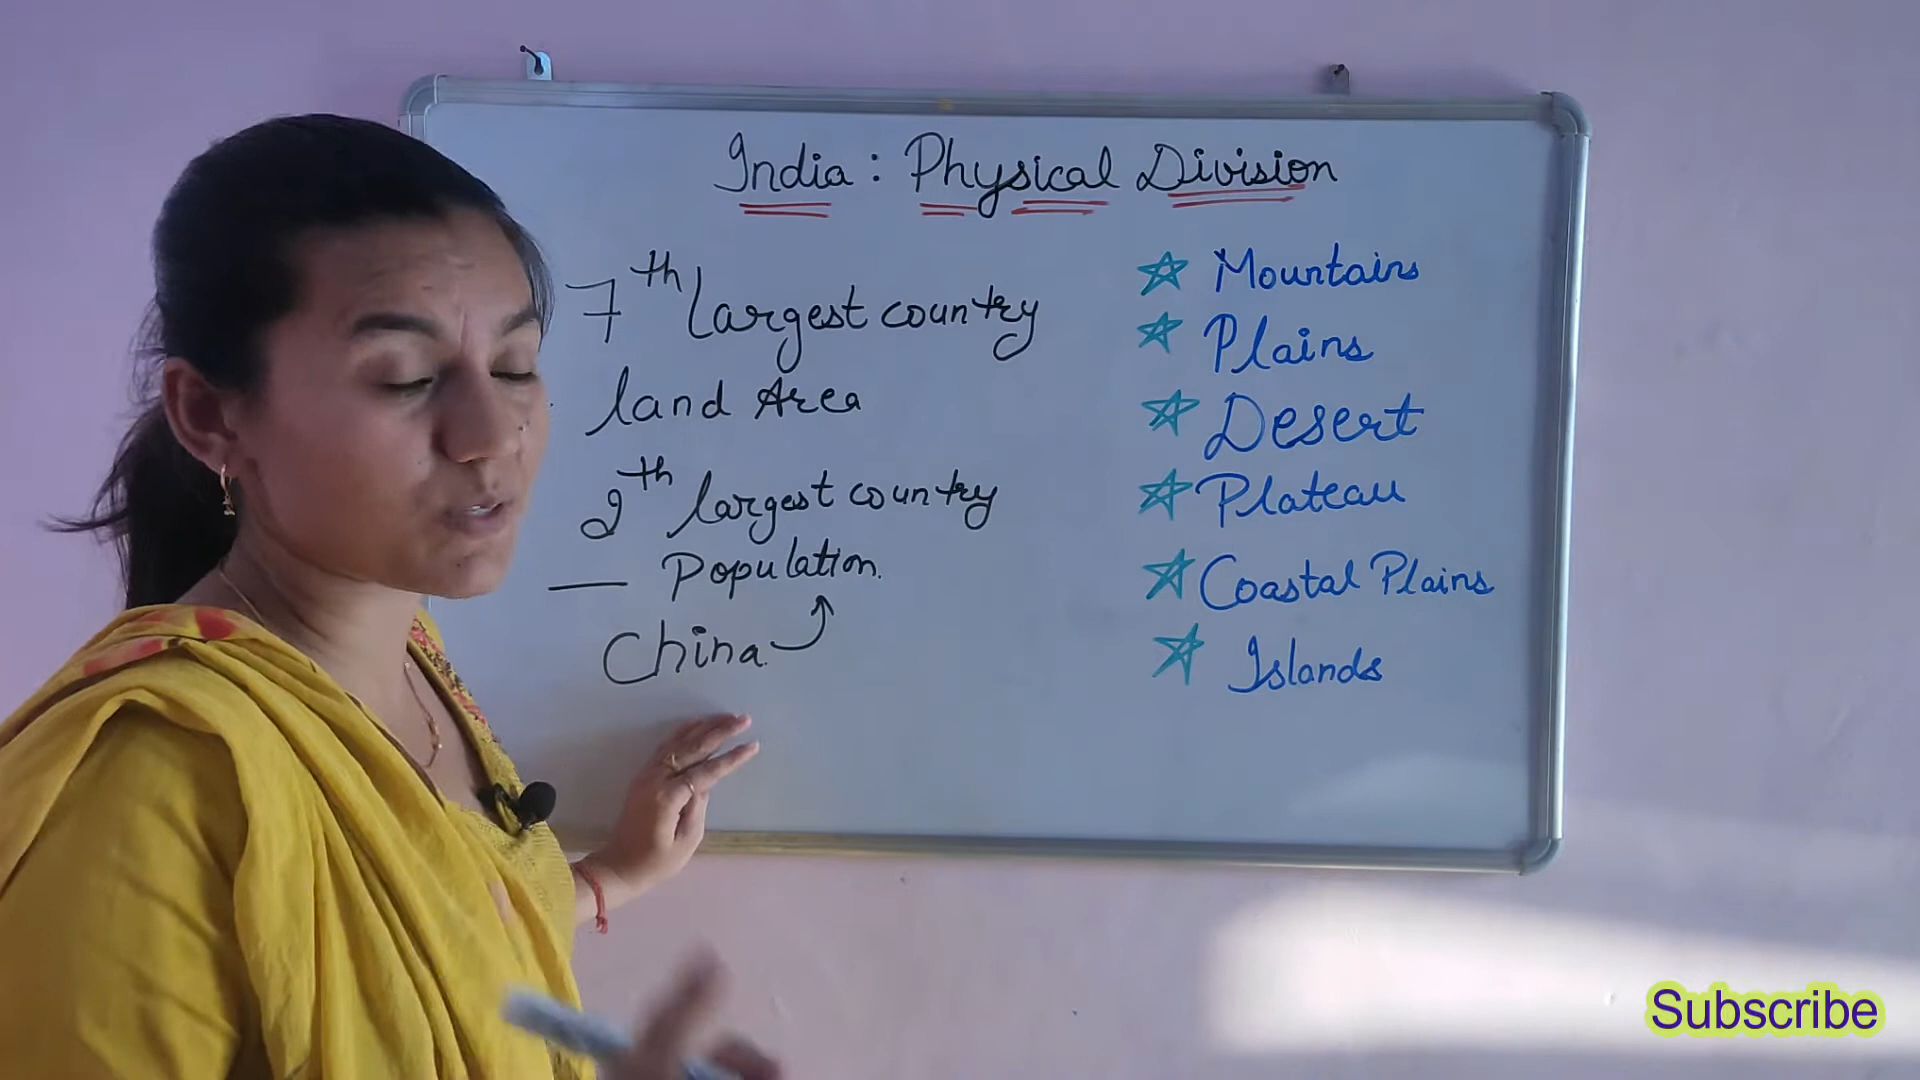 India : Physical Division
7th largest country
land Area
2th largest country
— Population.
China.
Mountains
Plains
Desert
Plateau
Coastal Plains
Islands
Subscribe